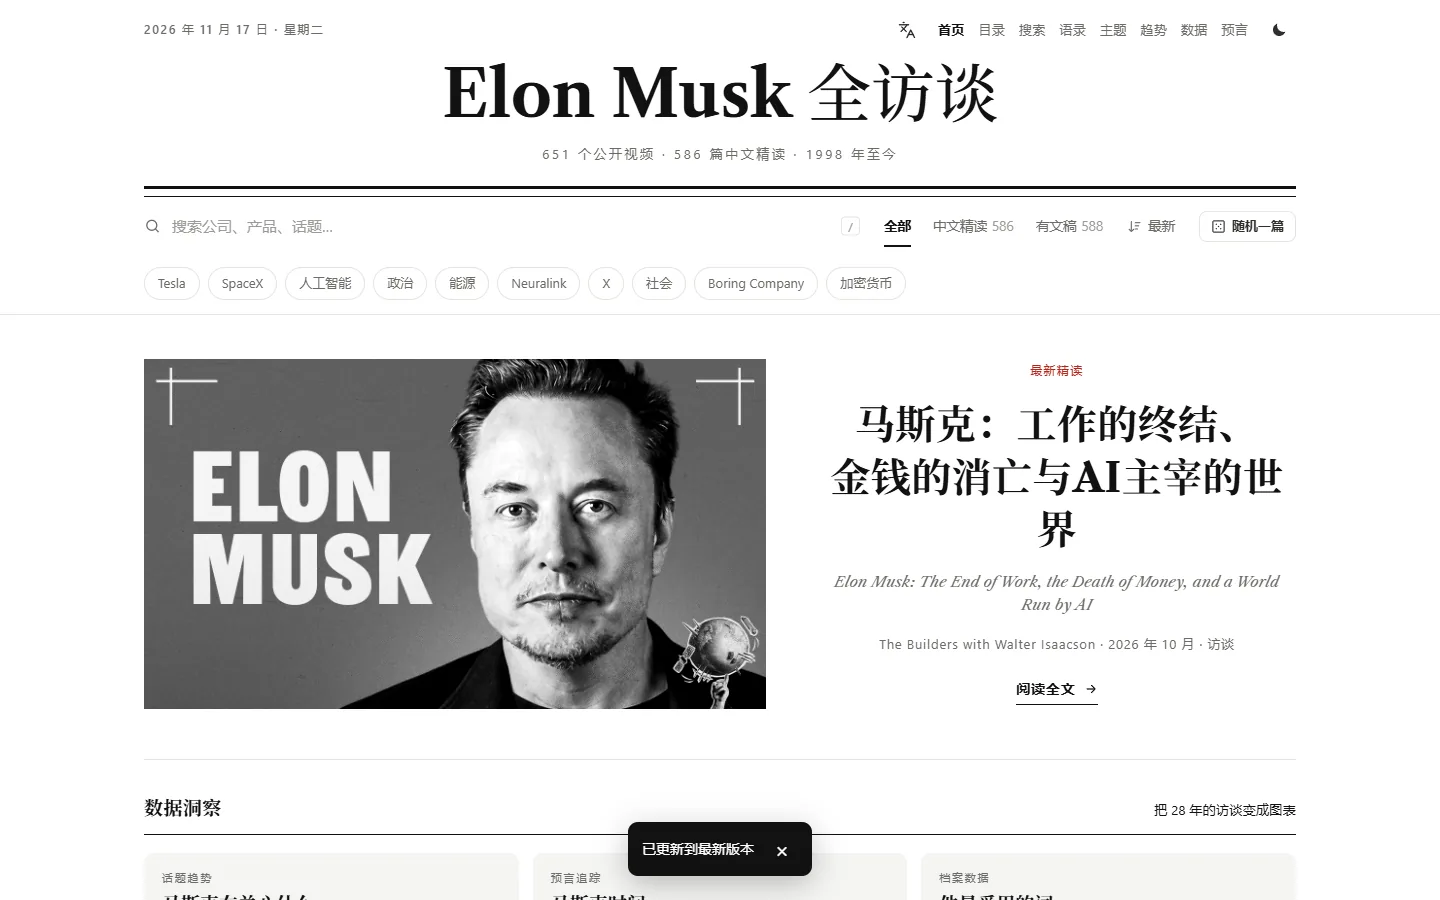 2026 年 11 月 17 日 · 星期二
首页 目录 搜索 语录 主题 趋势 数据 预言
Elon Musk 全访谈
651 个公开视频 · 586 篇中文精读 · 1998 年至今
搜索公司、产品、话题...
/
全部 中文精读 586 有文稿 588 最新 随机一篇
Tesla SpaceX 人工智能 政治 能源 Neuralink X 社会 Boring Company 加密货币
ELON
MUSK
最新精读
马斯克：工作的终结、
金钱的消亡与AI主宰的世
界
Elon Musk: The End of Work, the Death of Money, and a World
Run by AI
The Builders with Walter Isaacson · 2026 年 10 月 · 访谈
阅读全文 →
数据洞察
把 28 年的访谈变成图表
已更新到最新版本 ×
话题趋势
预言追踪
档案数据